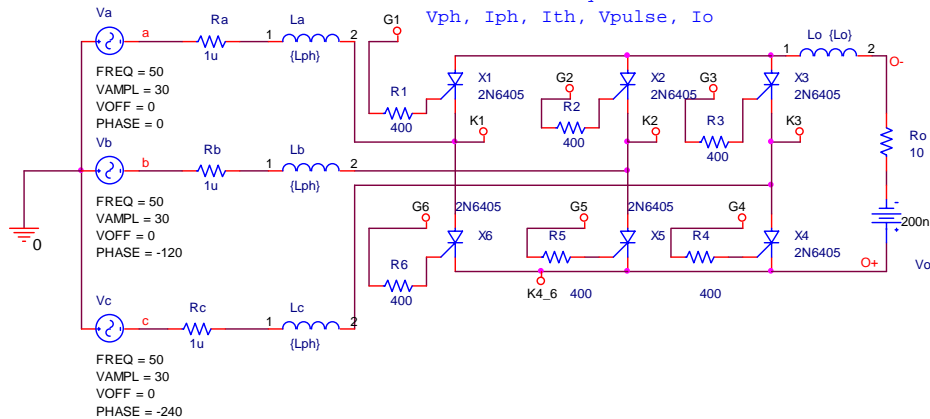 Vph, Iph, Ith, Vpulse, Io
Va
a
Ra
1u
1
La
2
{Lph}
FREQ = 50
VAMPL = 30
VOFF = 0
PHASE = 0
G1
R1
400
X1
2N6405
K1
G2
R2
400
X2
2N6405
K2
G3
R3
400
X3
2N6405
K3
1
Lo {Lo}
2
O-
Ro
10
Vb
b
Rb
1u
1
Lb
2
{Lph}
FREQ = 50
VAMPL = 30
VOFF = 0
PHASE = -120
0
G6
2N6405
R6
400
X6
G5
2N6405
R5
400
X5
G4
R4
400
X4
2N6405
K4_6
200n
O+
Vo
Vc
c
Rc
1u
1
Lc
2
{Lph}
FREQ = 50
VAMPL = 30
VOFF = 0
PHASE = -240